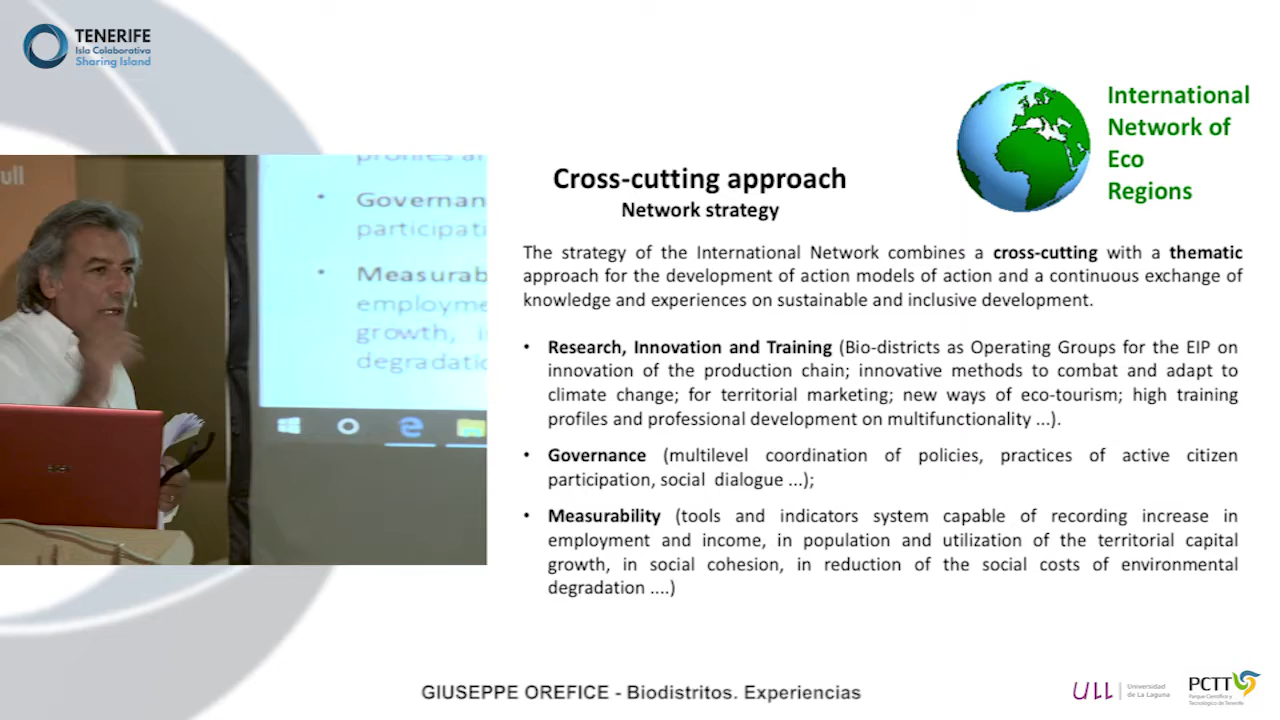 TENERIFE
Isla Colaborativa
Sharing Island
International
Network of
Eco
Regions
ull
Governan
participati
Measurab
employme
growth, i
degradatio
Cross-cutting approach
Network strategy
The strategy of the International Network combines a cross-cutting with a thematic
approach for the development of action models of action and a continuous exchange of
knowledge and experiences on sustainable and inclusive development.
• Research, Innovation and Training (Bio-districts as Operating Groups for the EIP on
innovation of the production chain; innovative methods to combat and adapt to
climate change; for territorial marketing; new ways of eco-tourism; high training
profiles and professional development on multifunctionality ...).
• Governance (multilevel coordination of policies, practices of active citizen
participation, social dialogue ...);
• Measurability (tools and indicators system capable of recording increase in
employment and income, in population and utilization of the territorial capital
growth, in social cohesion, in reduction of the social costs of environmental
degradation ....)
GIUSEPPE OREFICE - Biodistritos. Experiencias
ULL
Universidad
de La Laguna
PCTT
Parque Científico y
Tecnológico de Tenerife